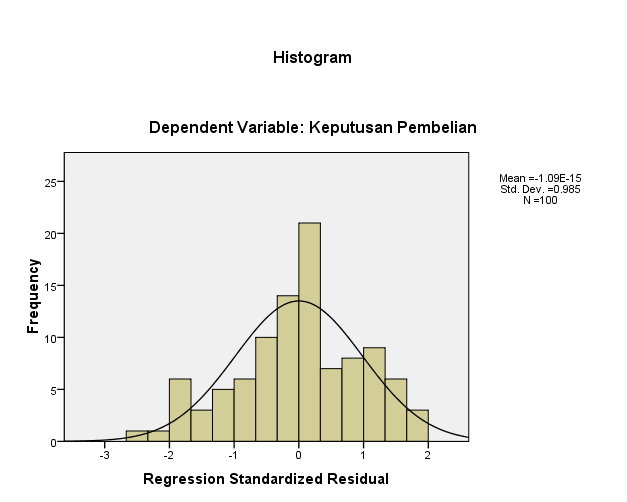 Histogram
Dependent Variable: Keputusan Pembelian
Mean =-1.09E-15
Std. Dev. =0.985
N =100
Frequency
25
20
15
10
5
0
-3 -2 -1 0 1 2
Regression Standardized Residual